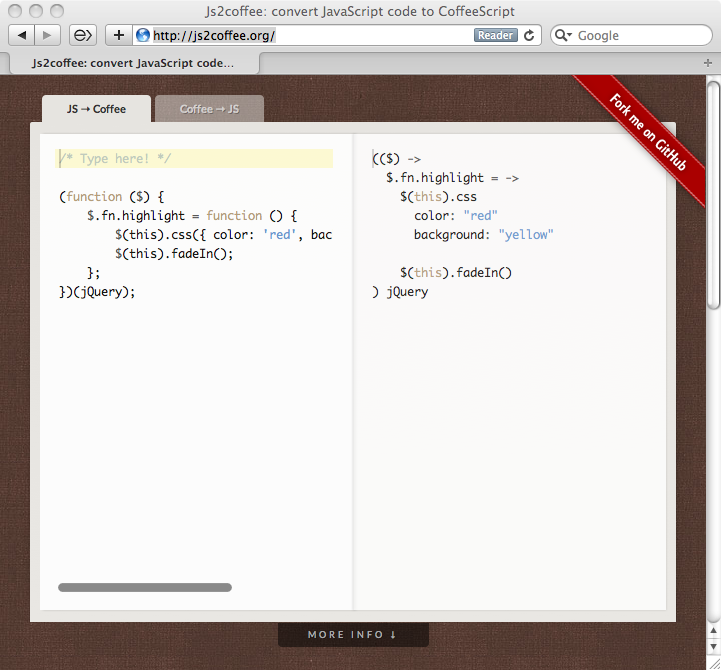 Js2coffee: convert JavaScript code to CoffeeScript
http://js2coffee.org/
Reader
Google
Js2coffee: convert JavaScript code...
JS → Coffee
Coffee → JS
Fork me on GitHub
/* Type here! */
(function ($) {
    $.fn.highlight = function () {
        $(this).css({ color: 'red', bac
        $(this).fadeIn();
    };
})(jQuery);
(($) ->
  $.fn.highlight = ->
    $(this).css
      color: "red"
      background: "yellow"
    $(this).fadeIn()
) jQuery
MORE INFO ↓